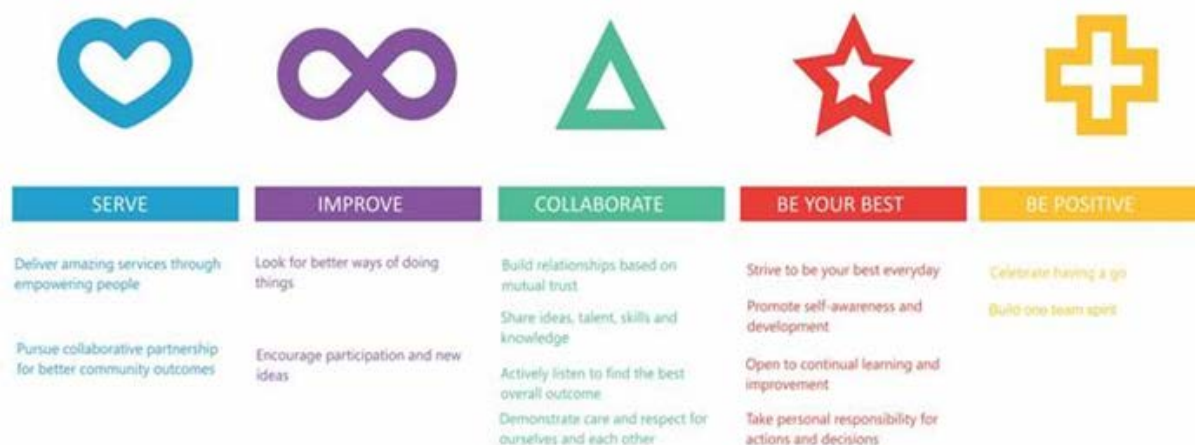 SERVE
Deliver amazing services through
empowering people
Pursue collaborative partnership
for better community outcomes
IMPROVE
Look for better ways of doing
things
Encourage participation and new
ideas
COLLABORATE
Build relationships based on
mutual trust
Share ideas, talent, skills and
knowledge
Actively listen to find the best
overall outcome
Demonstrate care and respect for
ourselves and each other
BE YOUR BEST
Strive to be your best everyday
Promote self-awareness and
development
Open to continual learning and
improvement
Take personal responsibility for
actions and decisions
BE POSITIVE
Celebrate having a go
Build one team spirit